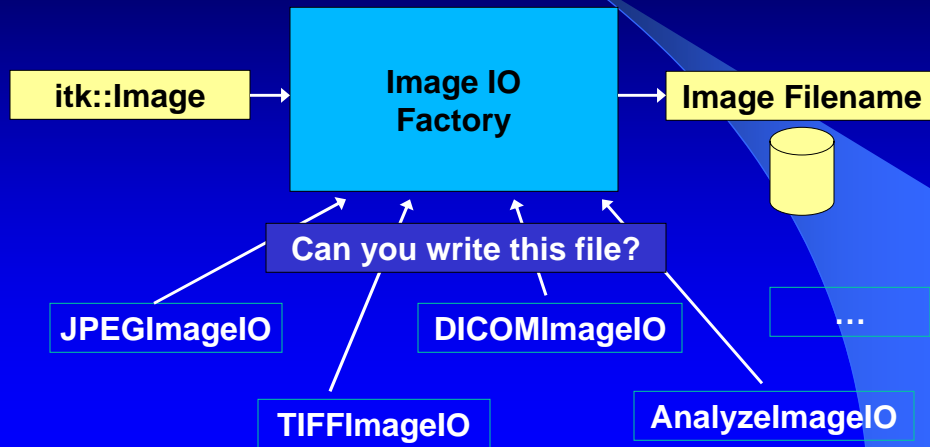 itk::Image
Image IO
Factory
Image Filename
Can you write this file?
JPEGImageIO
DICOMImageIO
...
TIFFImageIO
AnalyzeImageIO